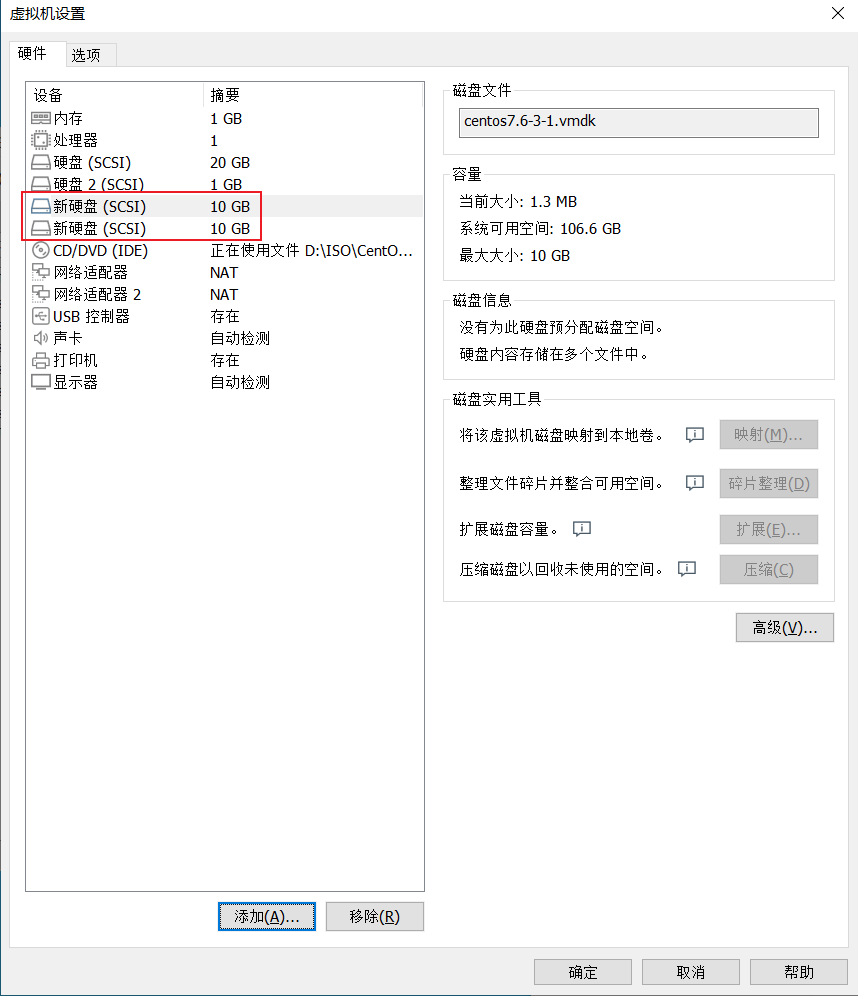 虚拟机设置
硬件 选项
设备 摘要
内存 1 GB
处理器 1
硬盘 (SCSI) 20 GB
硬盘 2 (SCSI) 1 GB
新硬盘 (SCSI) 10 GB
新硬盘 (SCSI) 10 GB
CD/DVD (IDE) 正在使用文件 D:\ISO\CentO...
网络适配器 NAT
网络适配器 2 NAT
USB 控制器 存在
声卡 自动检测
打印机 存在
显示器 自动检测
添加(A)... 移除(R)
磁盘文件
centos7.6-3-1.vmdk
容量
当前大小: 1.3 MB
系统可用空间: 106.6 GB
最大大小: 10 GB
磁盘信息
没有为此硬盘预分配磁盘空间。
硬盘内容存储在多个文件中。
磁盘实用工具
将该虚拟机磁盘映射到本地卷。 映射(M)...
整理文件碎片并整合可用空间。 碎片整理(D)
扩展磁盘容量。 扩展(E)...
压缩磁盘以回收未使用的空间。 压缩(C)
高级(V)...
确定 取消 帮助